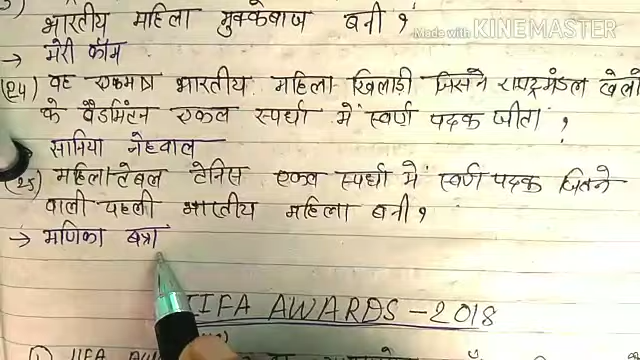 भारतीय महिला मुक्केबाज बनी ?
Made with KINEMASTER
→ मेरी कॉम
(24) वह एकमात्र भारतीय महिला खिलाडी जिसने राष्ट्रमंडल खेलो
के बैडमिंटन एकल स्पर्धा में स्वर्ण पदक जीता ?
सानिया नेहवाल
(25) महिला टेबल टेनिस एकल स्पर्धा में स्वर्ण पदक जितने
वाली पहली भारतीय महिला बनी ?
→ मणिका बत्रा
IIFA AWARDS - 2018
1) IIFA